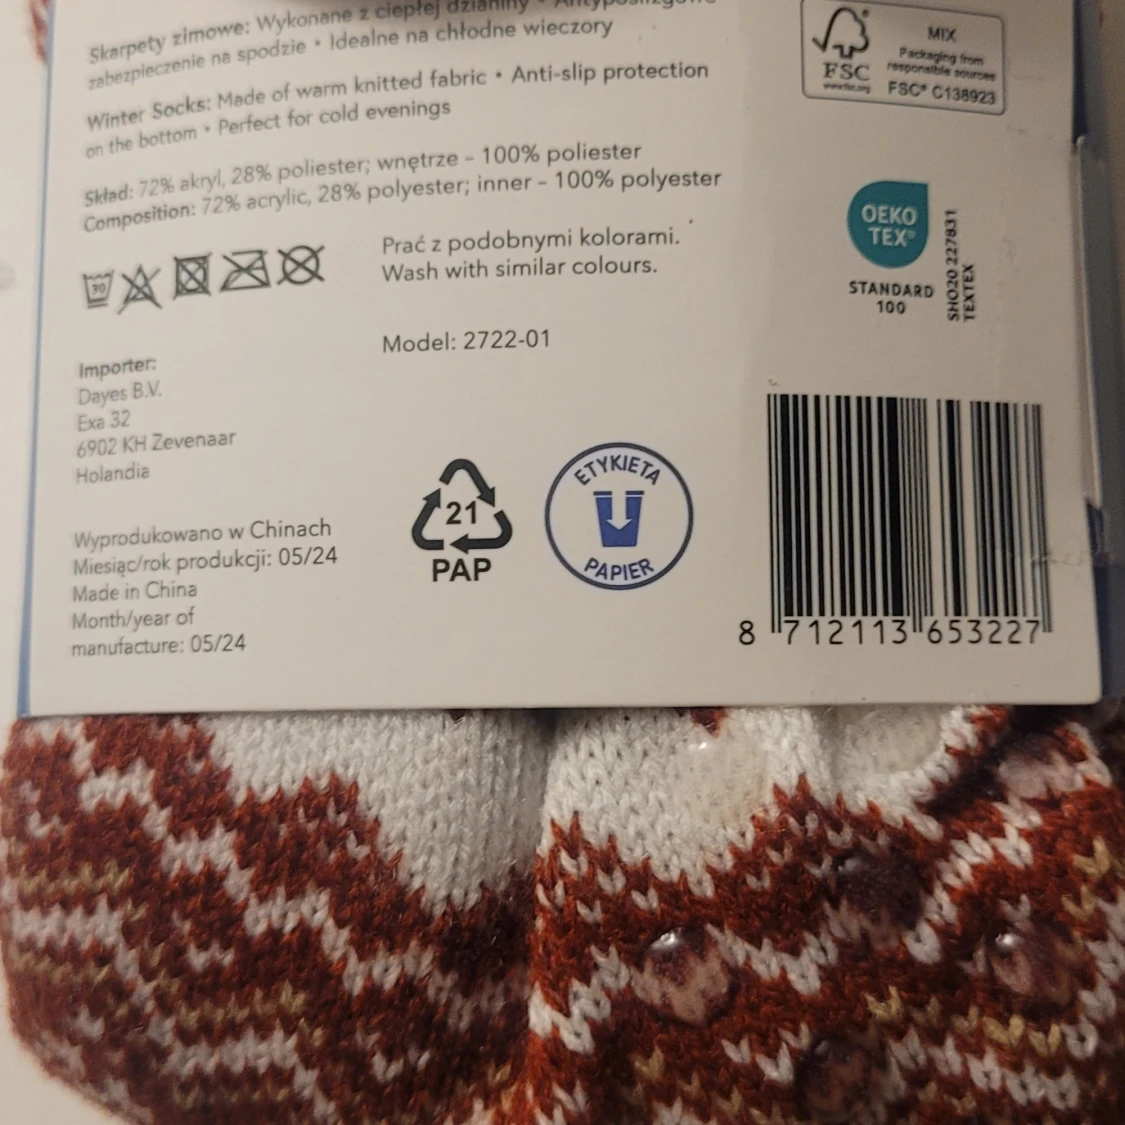 Skarpety zimowe: Wykonane z ciepłej dzianiny • Antypoślizgowe
zabezpieczenie na spodzie • Idealne na chłodne wieczory
Winter Socks: Made of warm knitted fabric • Anti-slip protection
on the bottom • Perfect for cold evenings
Skład: 72% akryl, 28% poliester; wnętrze – 100% poliester
Composition: 72% acrylic, 28% polyester; inner – 100% polyester
30
Prać z podobnymi kolorami.
Wash with similar colours.
Model: 2722-01
Importer:
Dayes B.V.
Exa 32
6902 KH Zevenaar
Holandia
Wyprodukowano w Chinach
Miesiąc/rok produkcji: 05/24
Made in China
Month/year of
manufacture: 05/24
21
PAP
ETYKIETA
PAPIER
FSC
www.fsc.org
MIX
Packaging from
responsible sources
FSC® C138923
OEKO
TEX®
STANDARD
100
SHO20 227831
TEXTEX
8 712113 653227